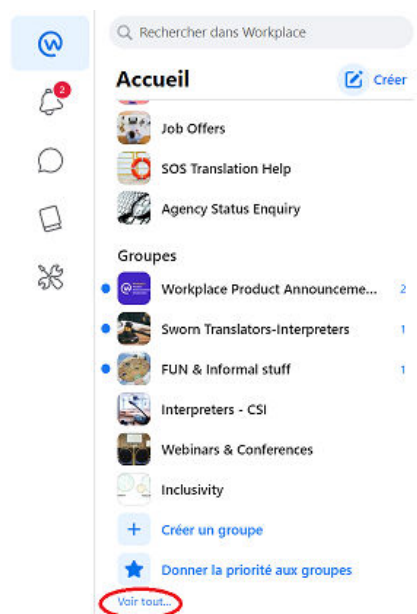 Rechercher dans Workplace
Accueil
Créer
2
Job Offers
SOS Translation Help
Agency Status Enquiry
Groupes
Workplace Product Announceme... 2
Sworn Translators-Interpreters 1
FUN & Informal stuff 1
Interpreters - CSI
Webinars & Conferences
Inclusivity
Créer un groupe
Donner la priorité aux groupes
Voir tout...